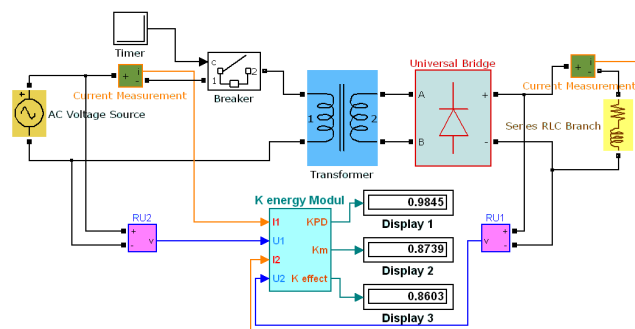 Timer
c
1
2
Breaker
+
i
-
Current Measurement
+
AC Voltage Source
1
2
Transformer
Universal Bridge
A
B
+
-
+
i
-
Current Measurement
Series RLC Branch
RU2
+
-
v
K energy Modul
I1
U1
I2
U2
KPD
Km
K effect
0.9845
Display 1
0.8739
Display 2
0.8603
Display 3
RU1
+
-
v